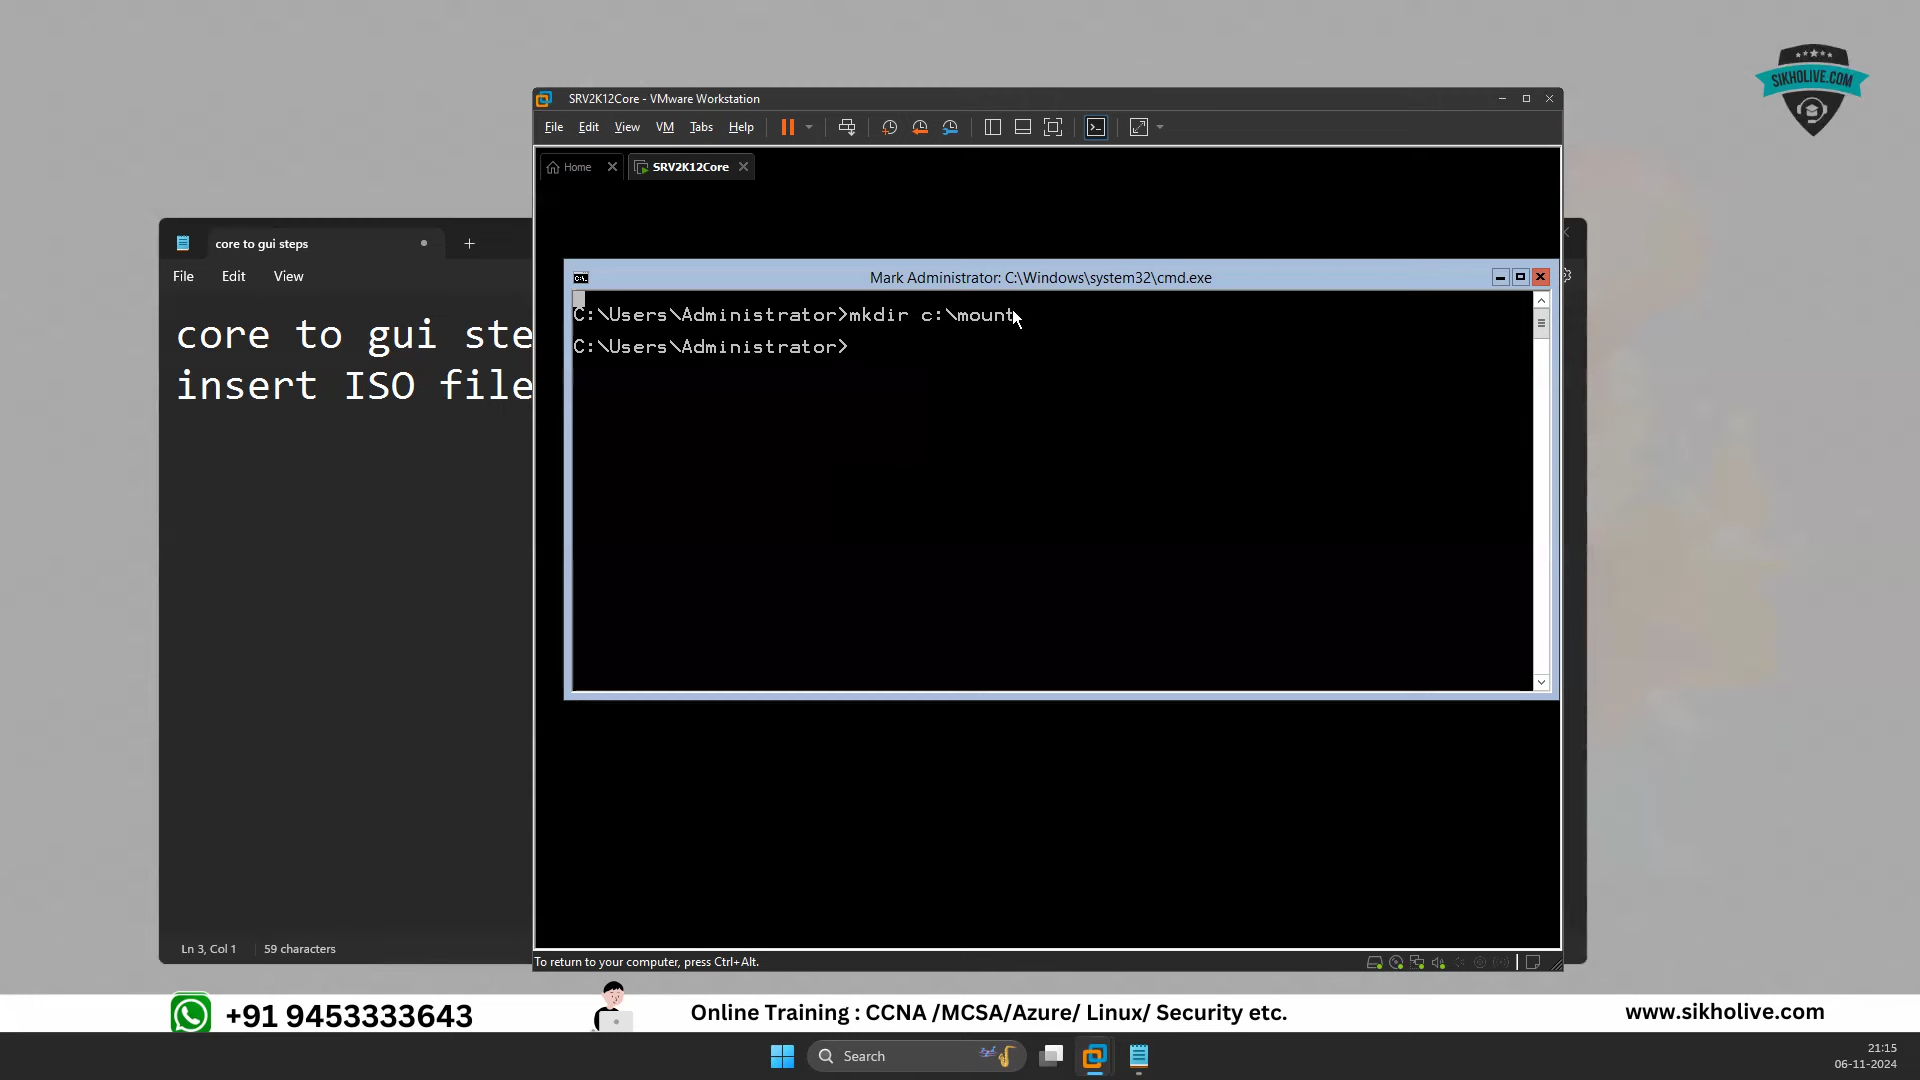 SIKHOLIVE.COM
SRV2K12Core - VMware Workstation
File Edit View VM Tabs Help
Home
SRV2K12Core
core to gui steps
File Edit View
Mark Administrator: C:\Windows\system32\cmd.exe
C:\Users\Administrator>mkdir c:\mount
C:\Users\Administrator>
core to gui ste
insert ISO file
Ln 3, Col 1
59 characters
To return to your computer, press Ctrl+Alt.
+91 9453333643
Online Training : CCNA /MCSA/Azure/ Linux/ Security etc.
www.sikholive.com
Search
21:15
06-11-2024